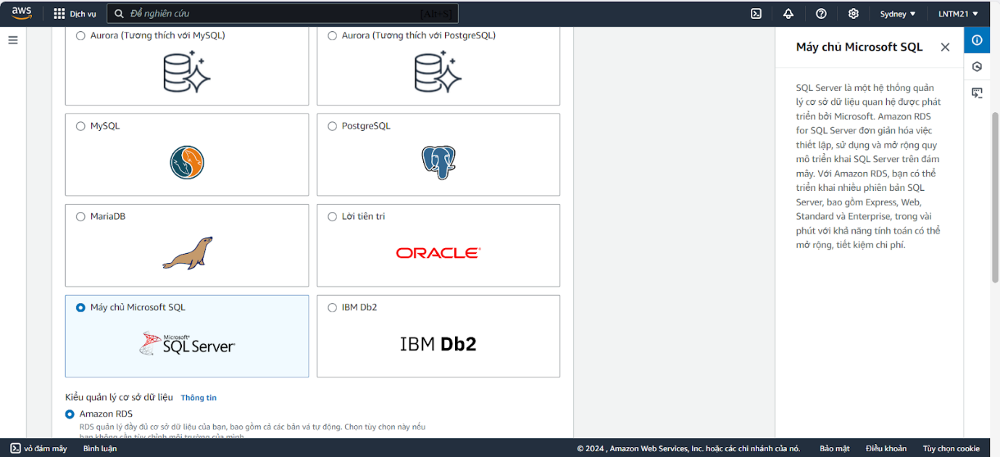 aws
Dịch vụ
Để nghiên cứu
[Alt+S]
Sydney
LNTM21
Aurora (Tương thích với MySQL)
Aurora (Tương thích với PostgreSQL)
MySQL
PostgreSQL
MariaDB
Lời tiên tri
ORACLE
Máy chủ Microsoft SQL
Microsoft
SQL Server
IBM Db2
IBM Db2
Kiểu quản lý cơ sở dữ liệu Thông tin
Amazon RDS
RDS quản lý đầy đủ cơ sở dữ liệu của bạn, bao gồm cả các bản vá tự động. Chọn tùy chọn này nếu
bạn không cần tùy chỉnh môi trường của mình.
Máy chủ Microsoft SQL
SQL Server là một hệ thống quản
lý cơ sở dữ liệu quan hệ được phát
triển bởi Microsoft. Amazon RDS
for SQL Server đơn giản hóa việc
thiết lập, sử dụng và mở rộng quy
mô triển khai SQL Server trên đám
mây. Với Amazon RDS, bạn có thể
triển khai nhiều phiên bản SQL
Server, bao gồm Express, Web,
Standard và Enterprise, trong vài
phút với khả năng tính toán có thể
mở rộng, tiết kiệm chi phí.
vỏ đám mây
Bình luận
© 2024 , Amazon Web Services, Inc. hoặc các chi nhánh của nó.
Bảo mật
Điều khoản
Tùy chọn cookie